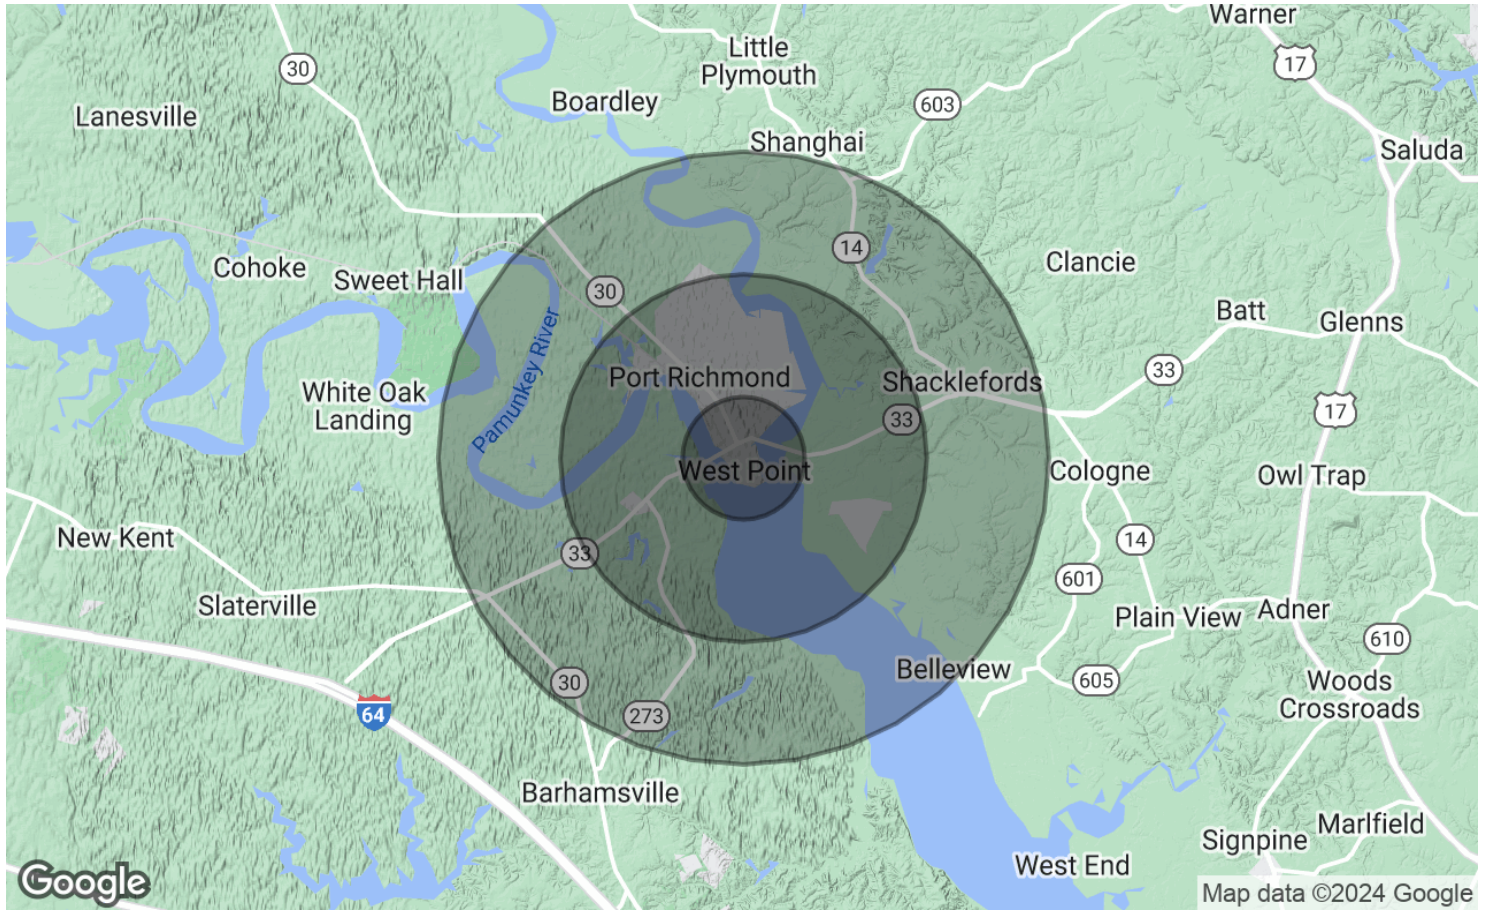 Warner
17
Little
Plymouth
30
Boardley
603
Lanesville
Shanghai
Saluda
14
Cohoke
Sweet Hall
Clancie
30
Batt
Glenns
Pamunkey River
Port Richmond
Shacklefords
33
White Oak
Landing
33
17
West Point
Cologne
Owl Trap
New Kent
33
14
601
Slaterville
Plain View
Adner
610
Belleview
605
30
Woods
Crossroads
64
273
Barhamsville
Marlfield
Signpine
West End
Google
Map data ©2024 Google